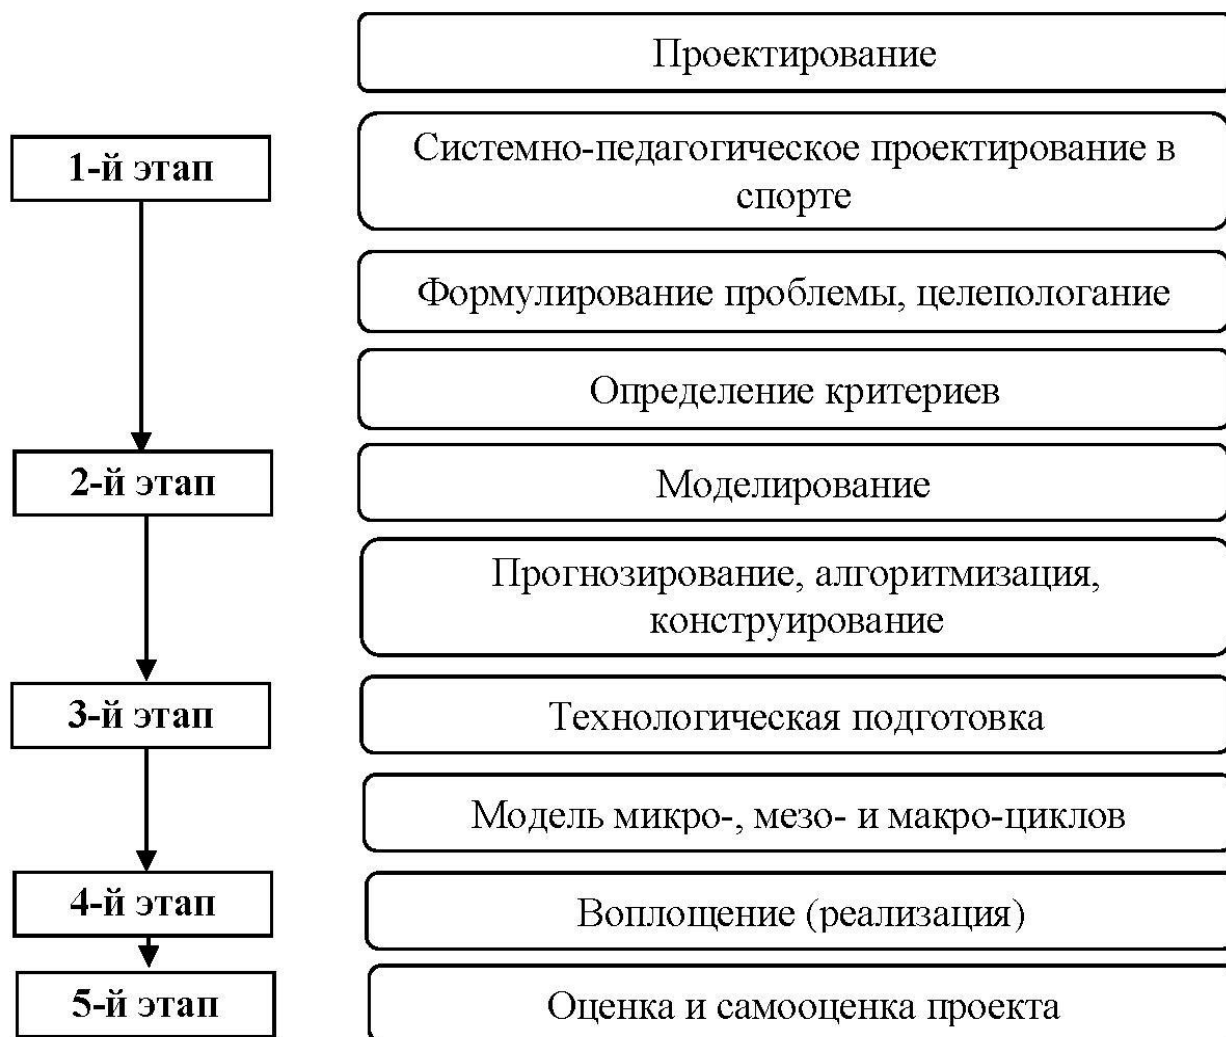 Проектирование
1-й этап
Системно-педагогическое проектирование в
спорте
Формулирование проблемы, целепологание
Определение критериев
2-й этап
Моделирование
Прогнозирование, алгоритмизация,
конструирование
3-й этап
Технологическая подготовка
Модель микро-, мезо- и макро-циклов
4-й этап
Воплощение (реализация)
5-й этап
Оценка и самооценка проекта